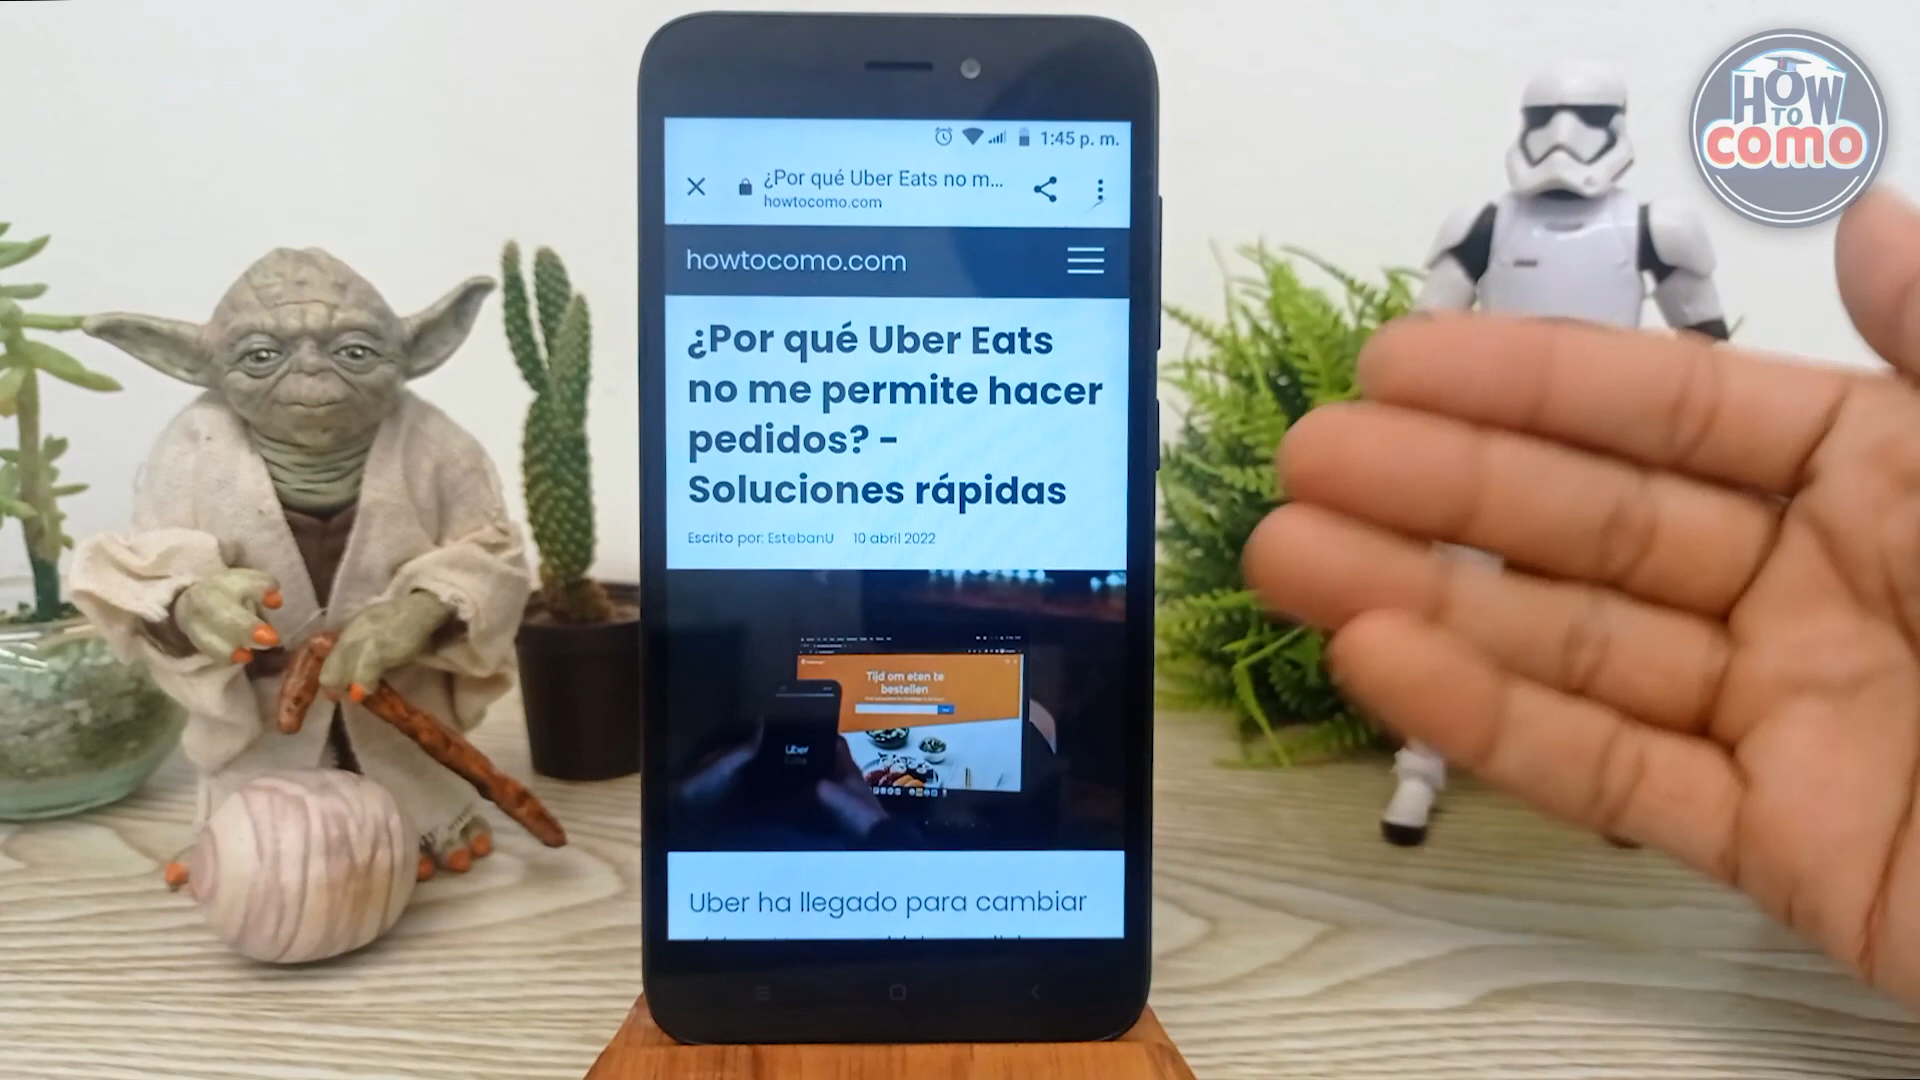 HOW
TO
como
1:45 p. m.
¿Por qué Uber Eats no m...
howtocomo.com
howtocomo.com
¿Por qué Uber Eats
no me permite hacer
pedidos? -
Soluciones rápidas
Escrito por: EstebanU 10 abril 2022
Tijd om eten te
bestellen
Uber
Uber ha llegado para cambiar